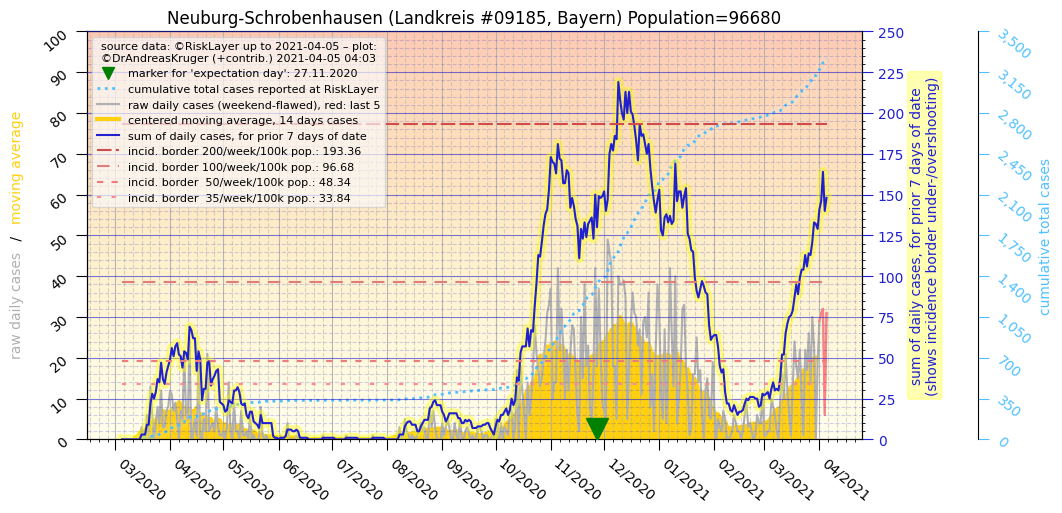 Neuburg-Schrobenhausen (Landkreis #09185, Bayern) Population=96680
source data: ©RiskLayer up to 2021-04-05 – plot:
©DrAndreasKruger (+contrib.) 2021-04-05 04:03
marker for 'expectation day': 27.11.2020
cumulative total cases reported at RiskLayer
raw daily cases (weekend-flawed), red: last 5
centered moving average, 14 days cases
sum of daily cases, for prior 7 days of date
incid. border 200/week/100k pop.: 193.36
incid. border 100/week/100k pop.: 96.68
incid. border  50/week/100k pop.: 48.34
incid. border  35/week/100k pop.: 33.84
raw daily cases  /  moving average
100
90
80
70
60
50
40
30
20
10
0
03/2020
04/2020
05/2020
06/2020
07/2020
08/2020
09/2020
10/2020
11/2020
12/2020
01/2021
02/2021
03/2021
04/2021
250
225
200
175
150
125
100
75
50
25
0
sum of daily cases, for prior 7 days of date
(shows incidence border under-/overshooting)
3,500
3,150
2,800
2,450
2,100
1,750
1,400
1,050
700
350
0
cumulative total cases